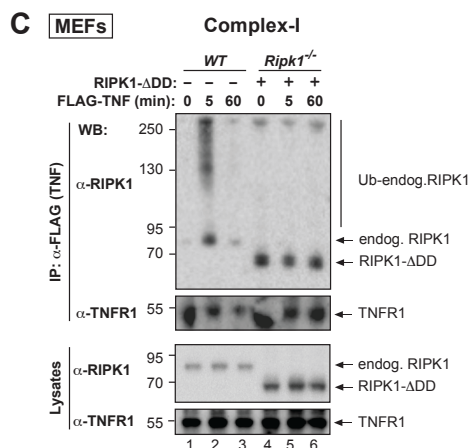 C MEFs Complex-I
WT Ripk1-/-
RIPK1-ΔDD: – – – + + +
FLAG-TNF (min): 0 5 60 0 5 60
IP: α-FLAG (TNF)
WB:
250
130
α-RIPK1
Ub-endog.RIPK1
95
endog. RIPK1
70
RIPK1-ΔDD
α-TNFR1 55 TNFR1
Lysates
95
α-RIPK1 endog. RIPK1
70 RIPK1-ΔDD
α-TNFR1 55 TNFR1
1 2 3 4 5 6